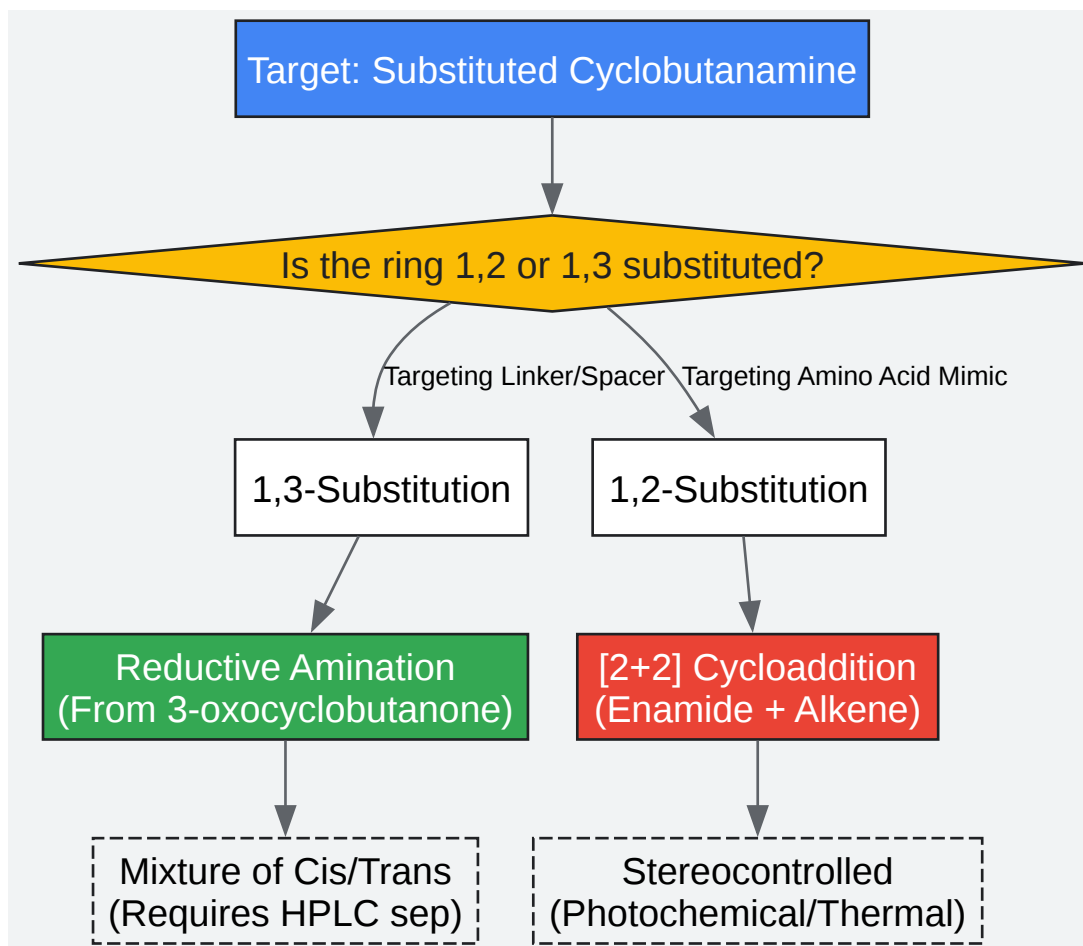 Target: Substituted Cyclobutanamine
Is the ring 1,2 or 1,3 substituted?
Targeting Linker/Spacer
Targeting Amino Acid Mimic
1,3-Substitution
1,2-Substitution
Reductive Amination
(From 3-oxocyclobutanone)
[2+2] Cycloaddition
(Enamide + Alkene)
Mixture of Cis/Trans
(Requires HPLC sep)
Stereocontrolled
(Photochemical/Thermal)